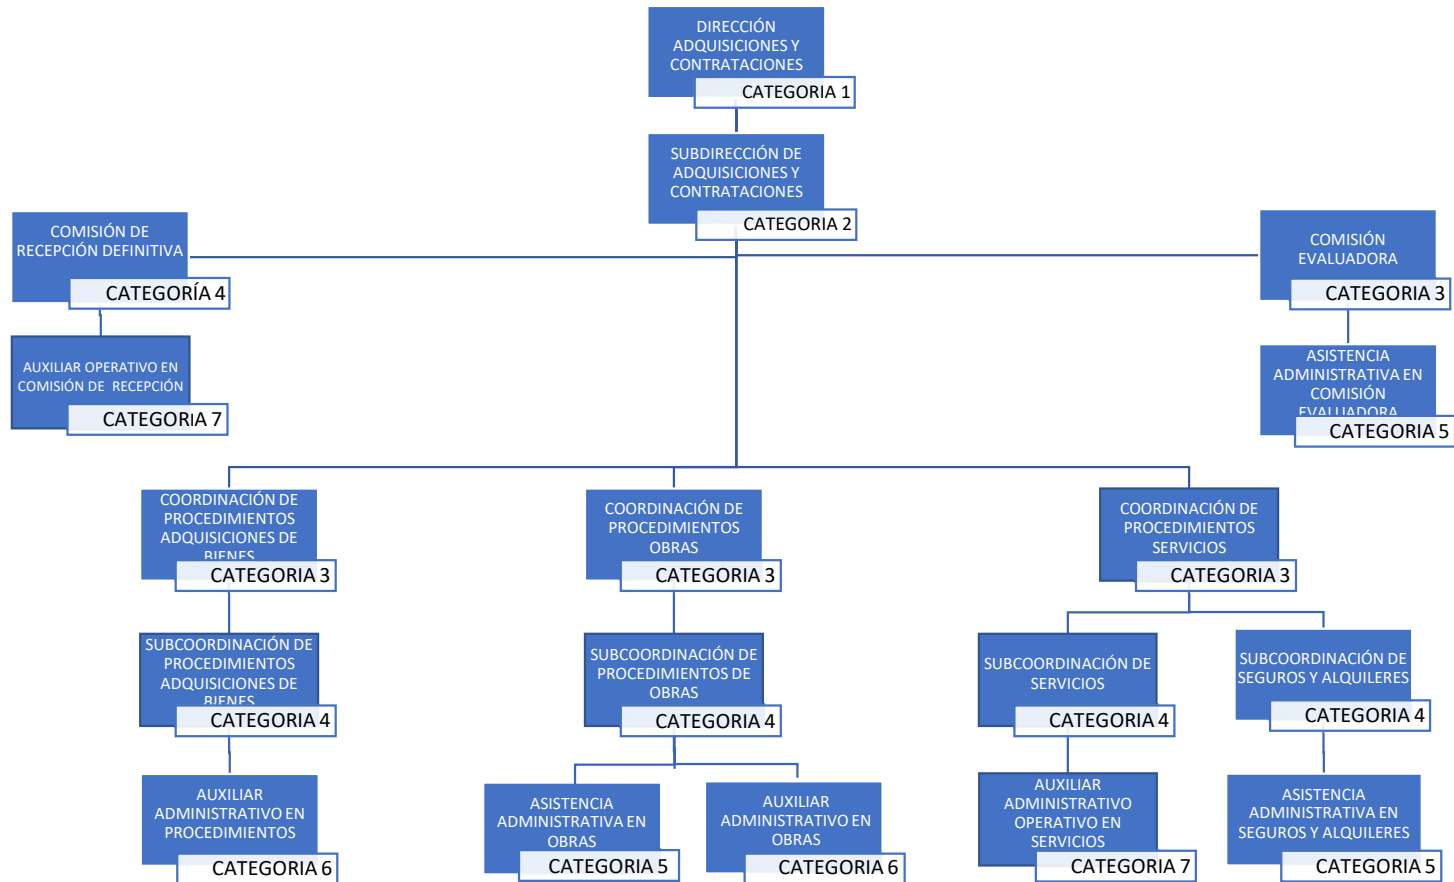 DIRECCIÓN
ADQUISICIONES Y
CONTRATACIONES
CATEGORIA 1
SUBDIRECCIÓN DE
ADQUISICIONES Y
CONTRATACIONES
CATEGORIA 2
COMISIÓN DE
RECEPCIÓN DEFINITIVA
CATEGORÍA 4
AUXILIAR OPERATIVO EN
COMISIÓN DE RECEPCIÓN
CATEGORIA 7
COMISIÓN
EVALUADORA
CATEGORIA 3
ASISTENCIA
ADMINISTRATIVA EN
COMISIÓN
EVALUADORA
CATEGORIA 5
COORDINACIÓN DE
PROCEDIMIENTOS
ADQUISICIONES DE
BIENES
CATEGORIA 3
COORDINACIÓN DE
PROCEDIMIENTOS
OBRAS
CATEGORIA 3
COORDINACIÓN DE
PROCEDIMIENTOS
SERVICIOS
CATEGORIA 3
SUBCOORDINACIÓN DE
PROCEDIMIENTOS
ADQUISICIONES DE
BIENES
CATEGORIA 4
SUBCOORDINACIÓN DE
PROCEDIMIENTOS DE
OBRAS
CATEGORIA 4
SUBCOORDINACIÓN DE
SERVICIOS
CATEGORIA 4
SUBCOORDINACIÓN DE
SEGUROS Y ALQUILERES
CATEGORIA 4
AUXILIAR
ADMINISTRATIVO EN
PROCEDIMIENTOS
CATEGORIA 6
ASISTENCIA
ADMINISTRATIVA EN
OBRAS
CATEGORIA 5
AUXILIAR
ADMINISTRATIVO EN
OBRAS
CATEGORIA 6
AUXILIAR
ADMINISTRATIVO
OPERATIVO EN
SERVICIOS
CATEGORIA 7
ASISTENCIA
ADMINISTRATIVA EN
SEGUROS Y ALQUILERES
CATEGORIA 5